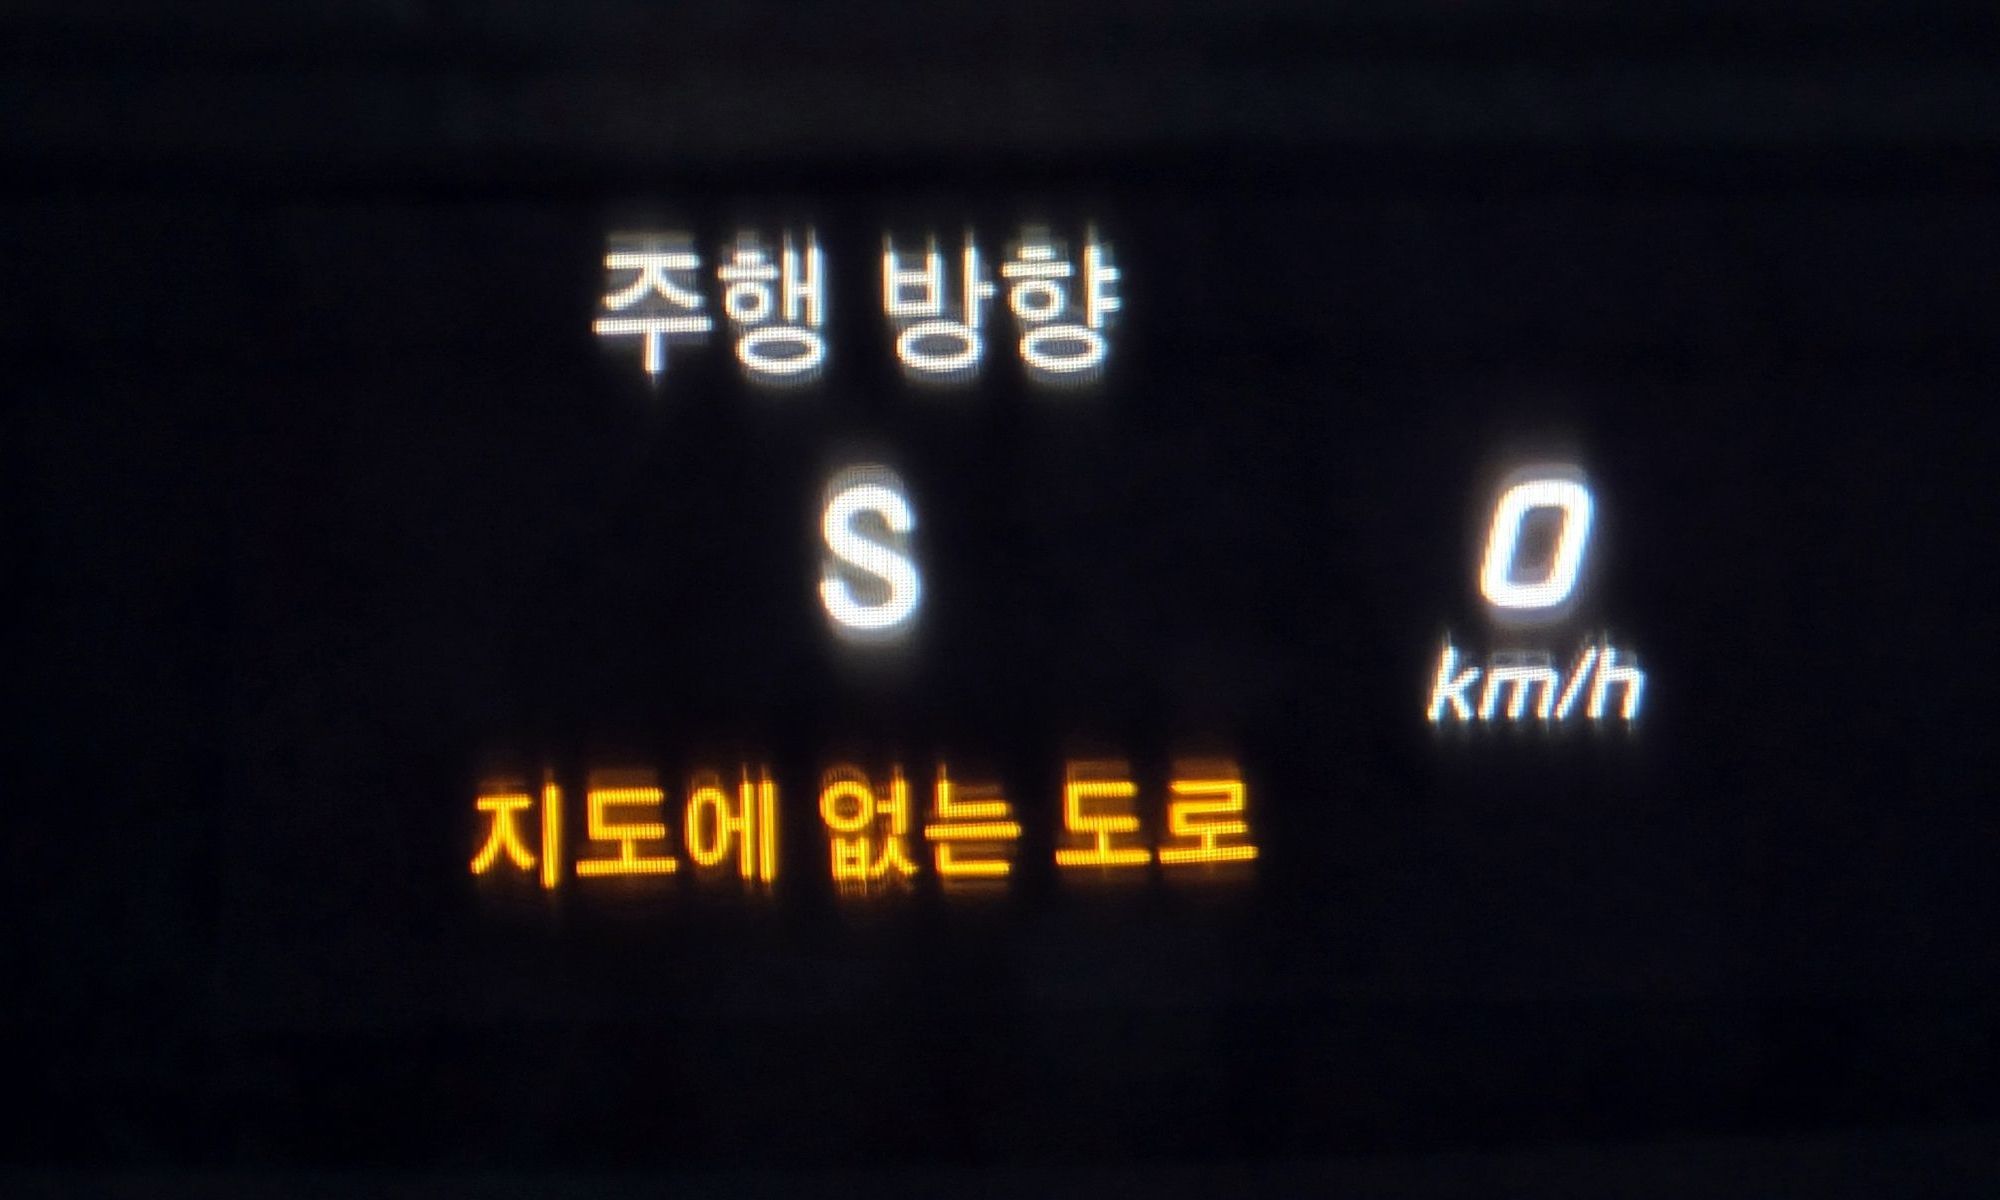 주행 방향
S
0
km/h
지도에 없는 도로